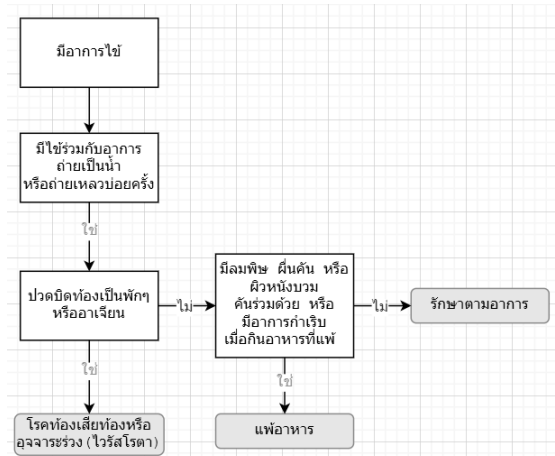 มีอาการไข้
มีไข้ร่วมกับอาการ
ถ่ายเป็นน้ำ
หรือถ่ายเหลวบ่อยครั้ง
ใช่
ปวดบิดท้องเป็นพักๆ
หรืออาเจียน
ไม่
มีลมพิษ ผื่นคัน หรือ
ผิวหนังบวม
คันร่วมด้วย หรือ
มีอาการกำเริบ
เมื่อกินอาหารที่แพ้
ไม่
รักษาตามอาการ
ใช่
ใช่
โรคท้องเสียท้องหรือ
อุจจาระร่วง(ไวรัสโรตา)
แพ้อาหาร